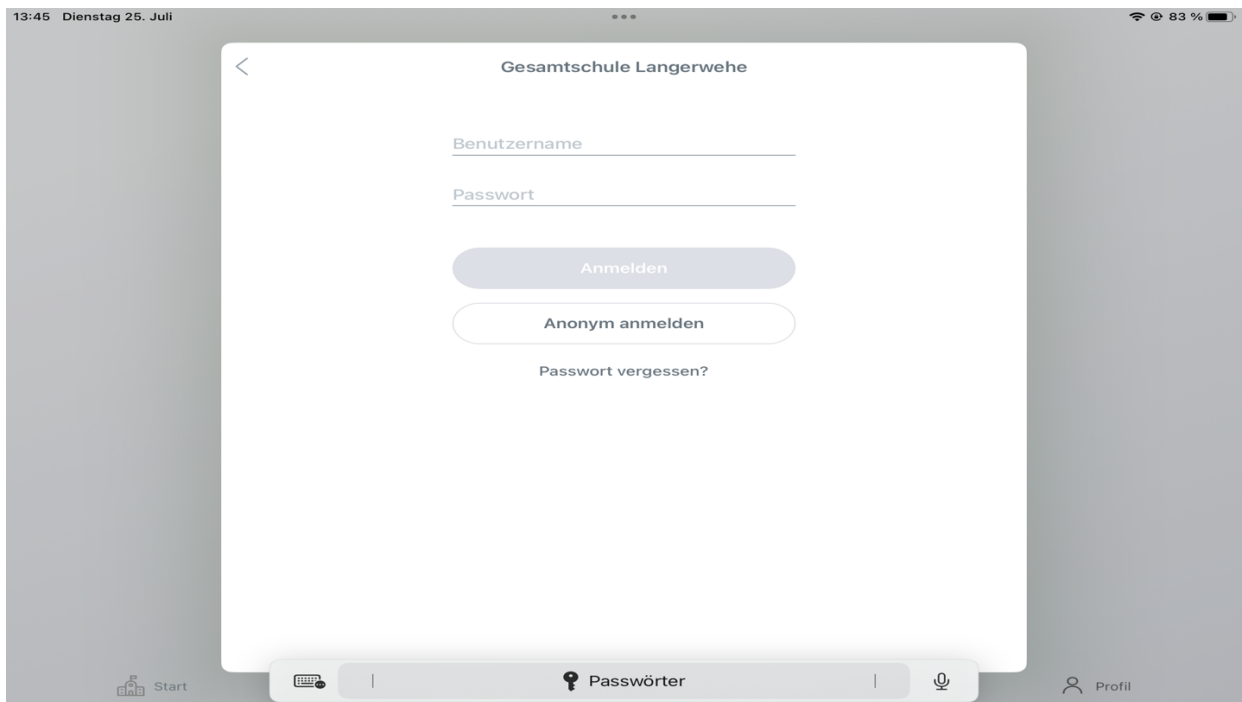 13:45 Dienstag 25. Juli
83 %
Gesamtschule Langerwehe
Benutzername
Passwort
Anmelden
Anonym anmelden
Passwort vergessen?
Start
Passwörter
Profil